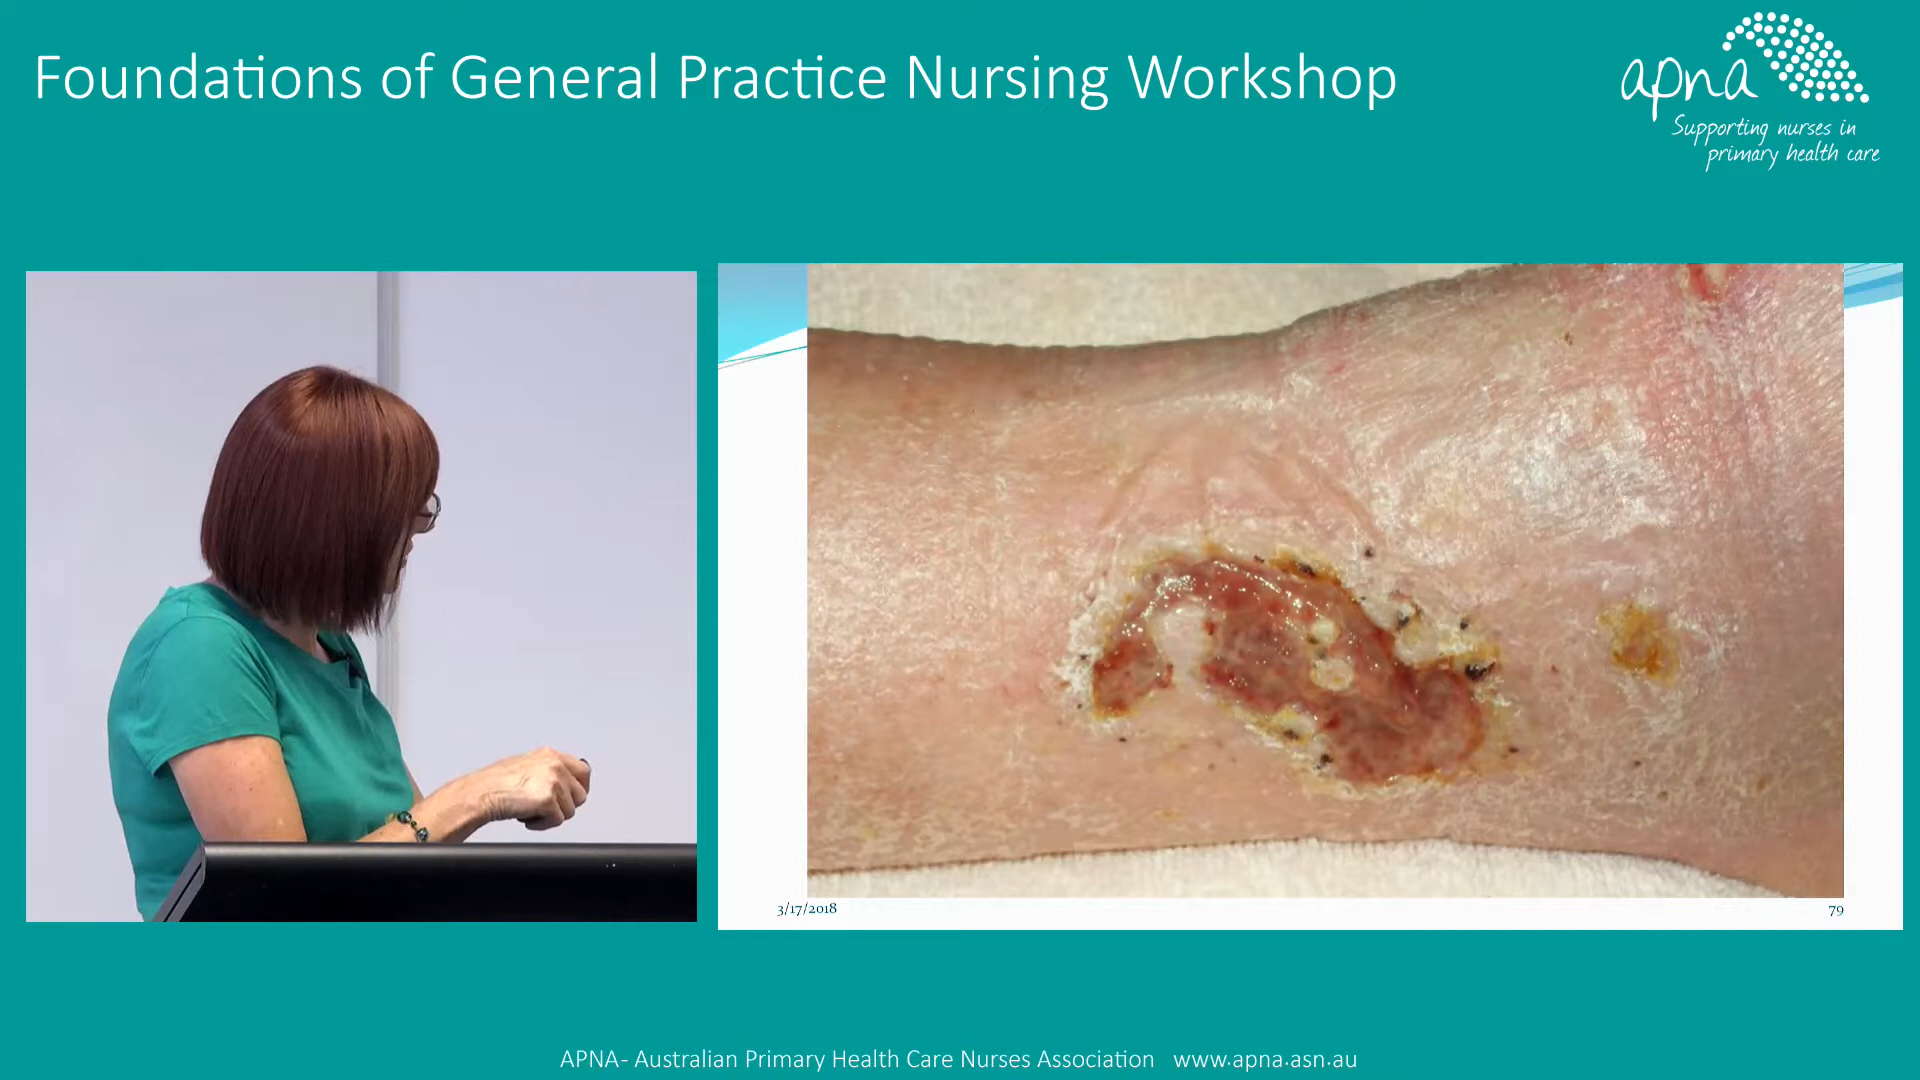 Foundations of General Practice Nursing Workshop
apna
Supporting nurses in
primary health care
3/17/2018
79
APNA- Australian Primary Health Care Nurses Association www.apna.asn.au